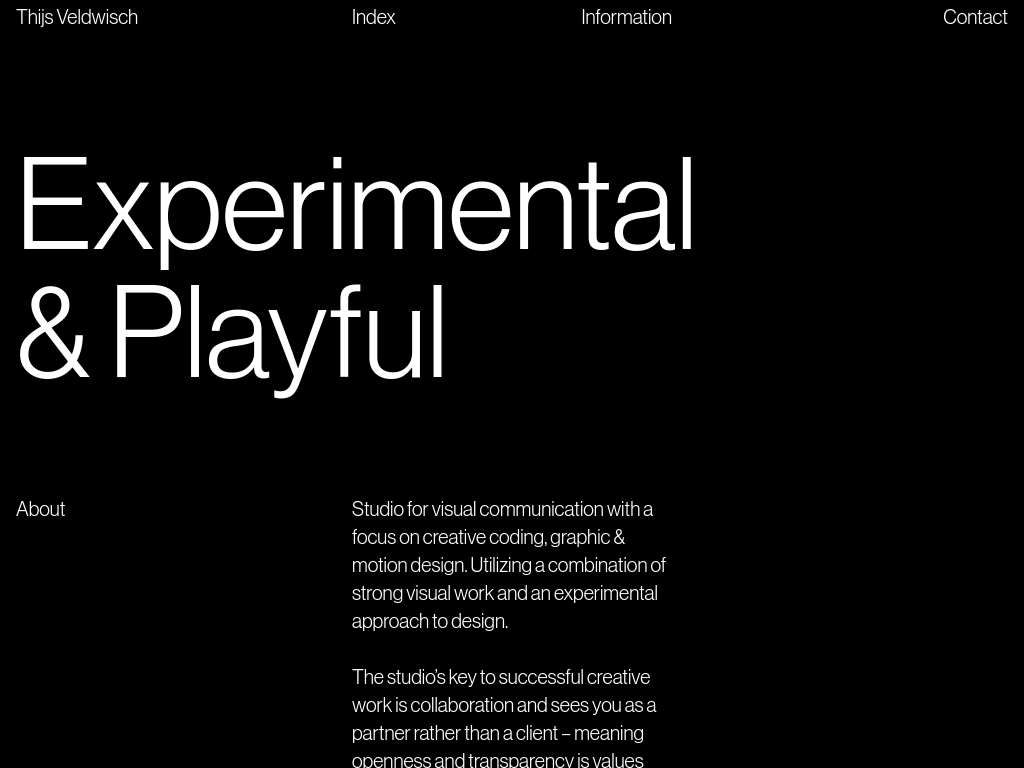 Thijs Veldwisch
Index
Information
Contact
Experimental
& Playful
About
Studio for visual communication with a
focus on creative coding, graphic &
motion design. Utilizing a combination of
strong visual work and an experimental
approach to design.
The studio’s key to successful creative
work is collaboration and sees you as a
partner rather than a client – meaning
openness and transparency is values